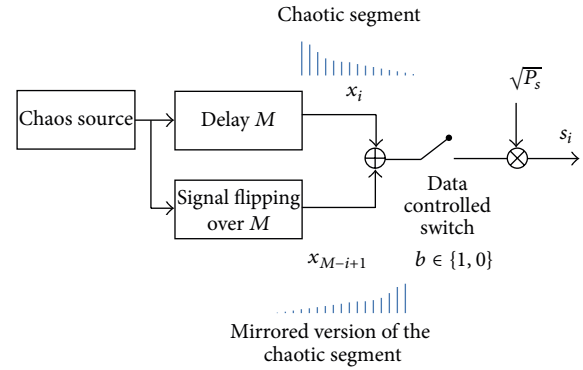 Chaotic segment
x_i
√P_s
Chaos source
Delay M
s_i
Signal flipping
over M
Data
controlled
switch
x_{M−i+1}
b ∈ {1, 0}
Mirrored version of the
chaotic segment